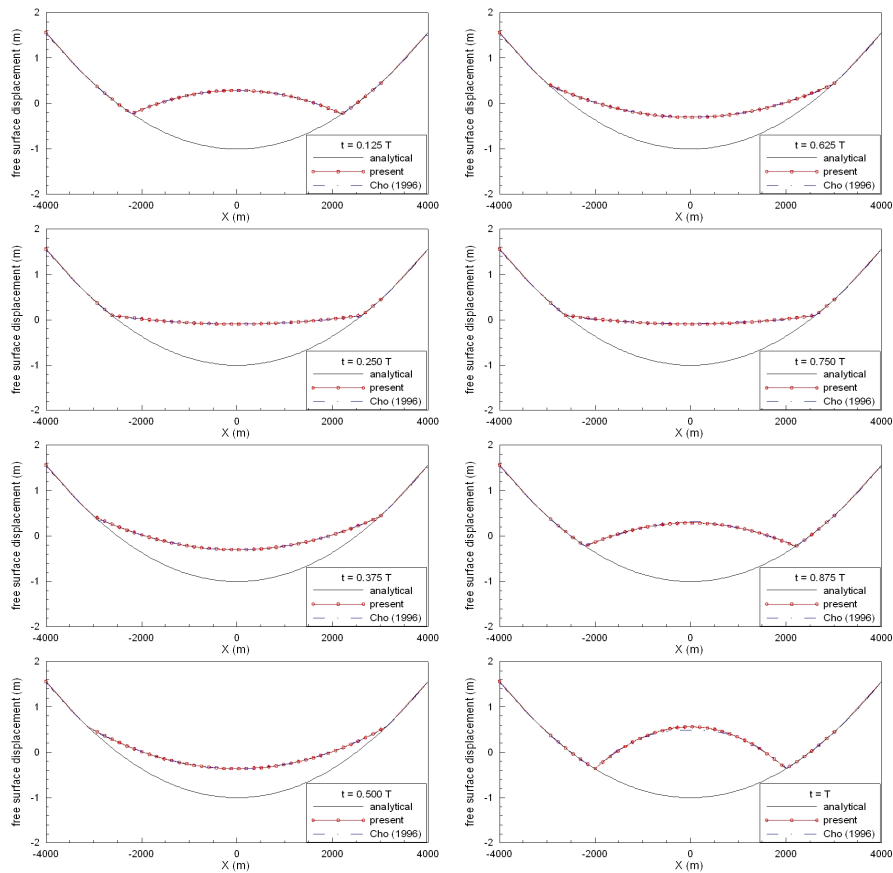 free surface displacement (m)
2
1
0
-1
-2
t = 0.125 T
analytical
present
Cho (1996)
-4000 -2000 0 2000 4000
X (m)
free surface displacement (m)
2
1
0
-1
-2
t = 0.625 T
analytical
present
Cho (1996)
-4000 -2000 0 2000 4000
X (m)
free surface displacement (m)
2
1
0
-1
-2
t = 0.250 T
analytical
present
Cho (1996)
-4000 -2000 0 2000 4000
X (m)
free surface displacement (m)
2
1
0
-1
-2
t = 0.750 T
analytical
present
Cho (1996)
-4000 -2000 0 2000 4000
X (m)
free surface displacement (m)
2
1
0
-1
-2
t = 0.375 T
analytical
present
Cho (1996)
-4000 -2000 0 2000 4000
X (m)
free surface displacement (m)
2
1
0
-1
-2
t = 0.875 T
analytical
present
Cho (1996)
-4000 -2000 0 2000 4000
X (m)
free surface displacement (m)
2
1
0
-1
-2
t = 0.500 T
analytical
present
Cho (1996)
-4000 -2000 0 2000 4000
X (m)
free surface displacement (m)
2
1
0
-1
-2
t = T
analytical
present
Cho (1996)
-4000 -2000 0 2000 4000
X (m)